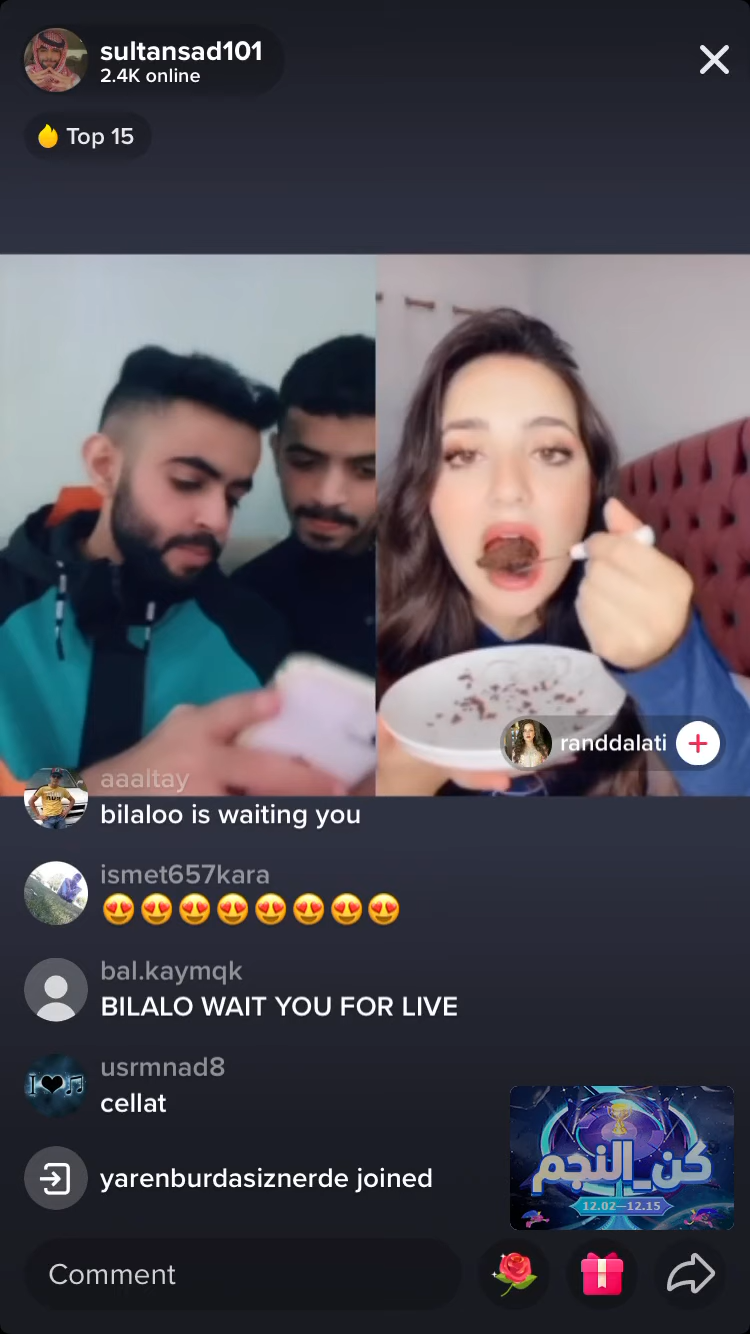 sultansad101
2.4K online
Top 15
randdalati
aaaltay
bilaloo is waiting you
ismet657kara
bal.kaymqk
BILALO WAIT YOU FOR LIVE
usrmnad8
I ❤ 🎵
cellat
yarenburdasiznerde joined
كن_النجم
12.02—12.15
Comment